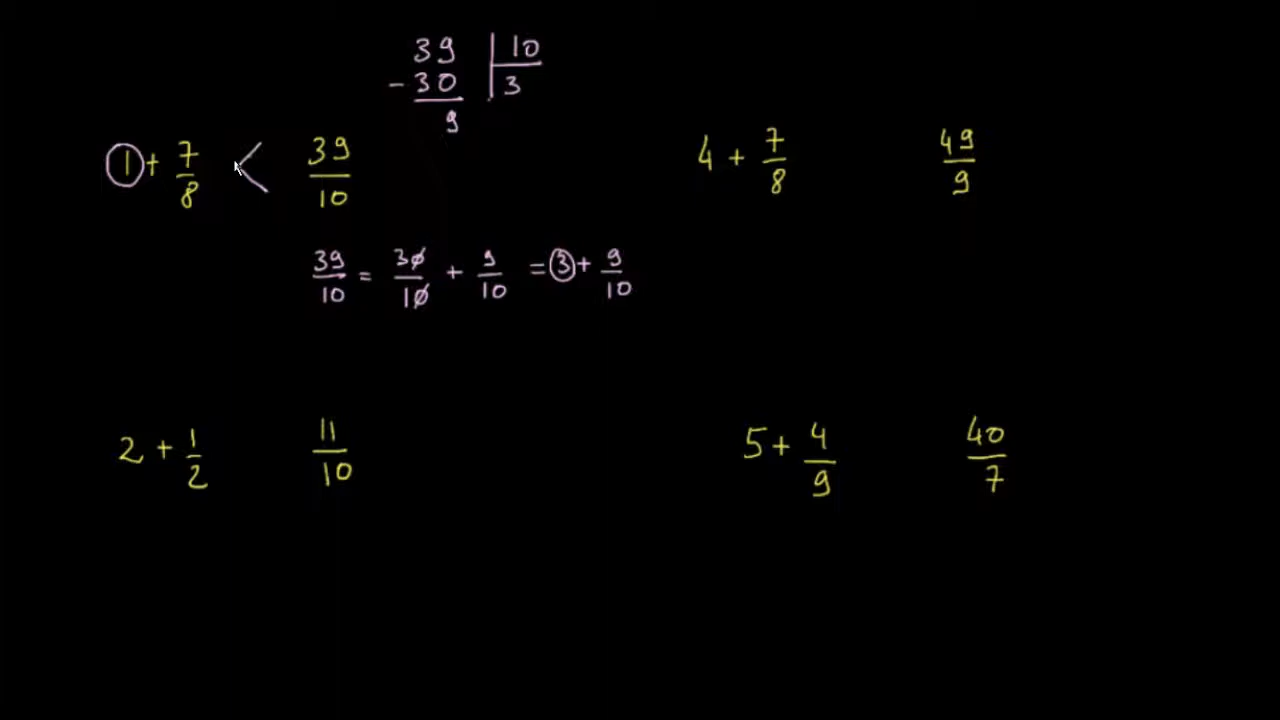 39 | 10
- 30 | 3
9
1 + 7/8 < 39/10
4 + 7/8 49/9
39/10 = 30/10 + 9/10 = 3 + 9/10
2 + 1/2 11/10
5 + 4/9 40/7